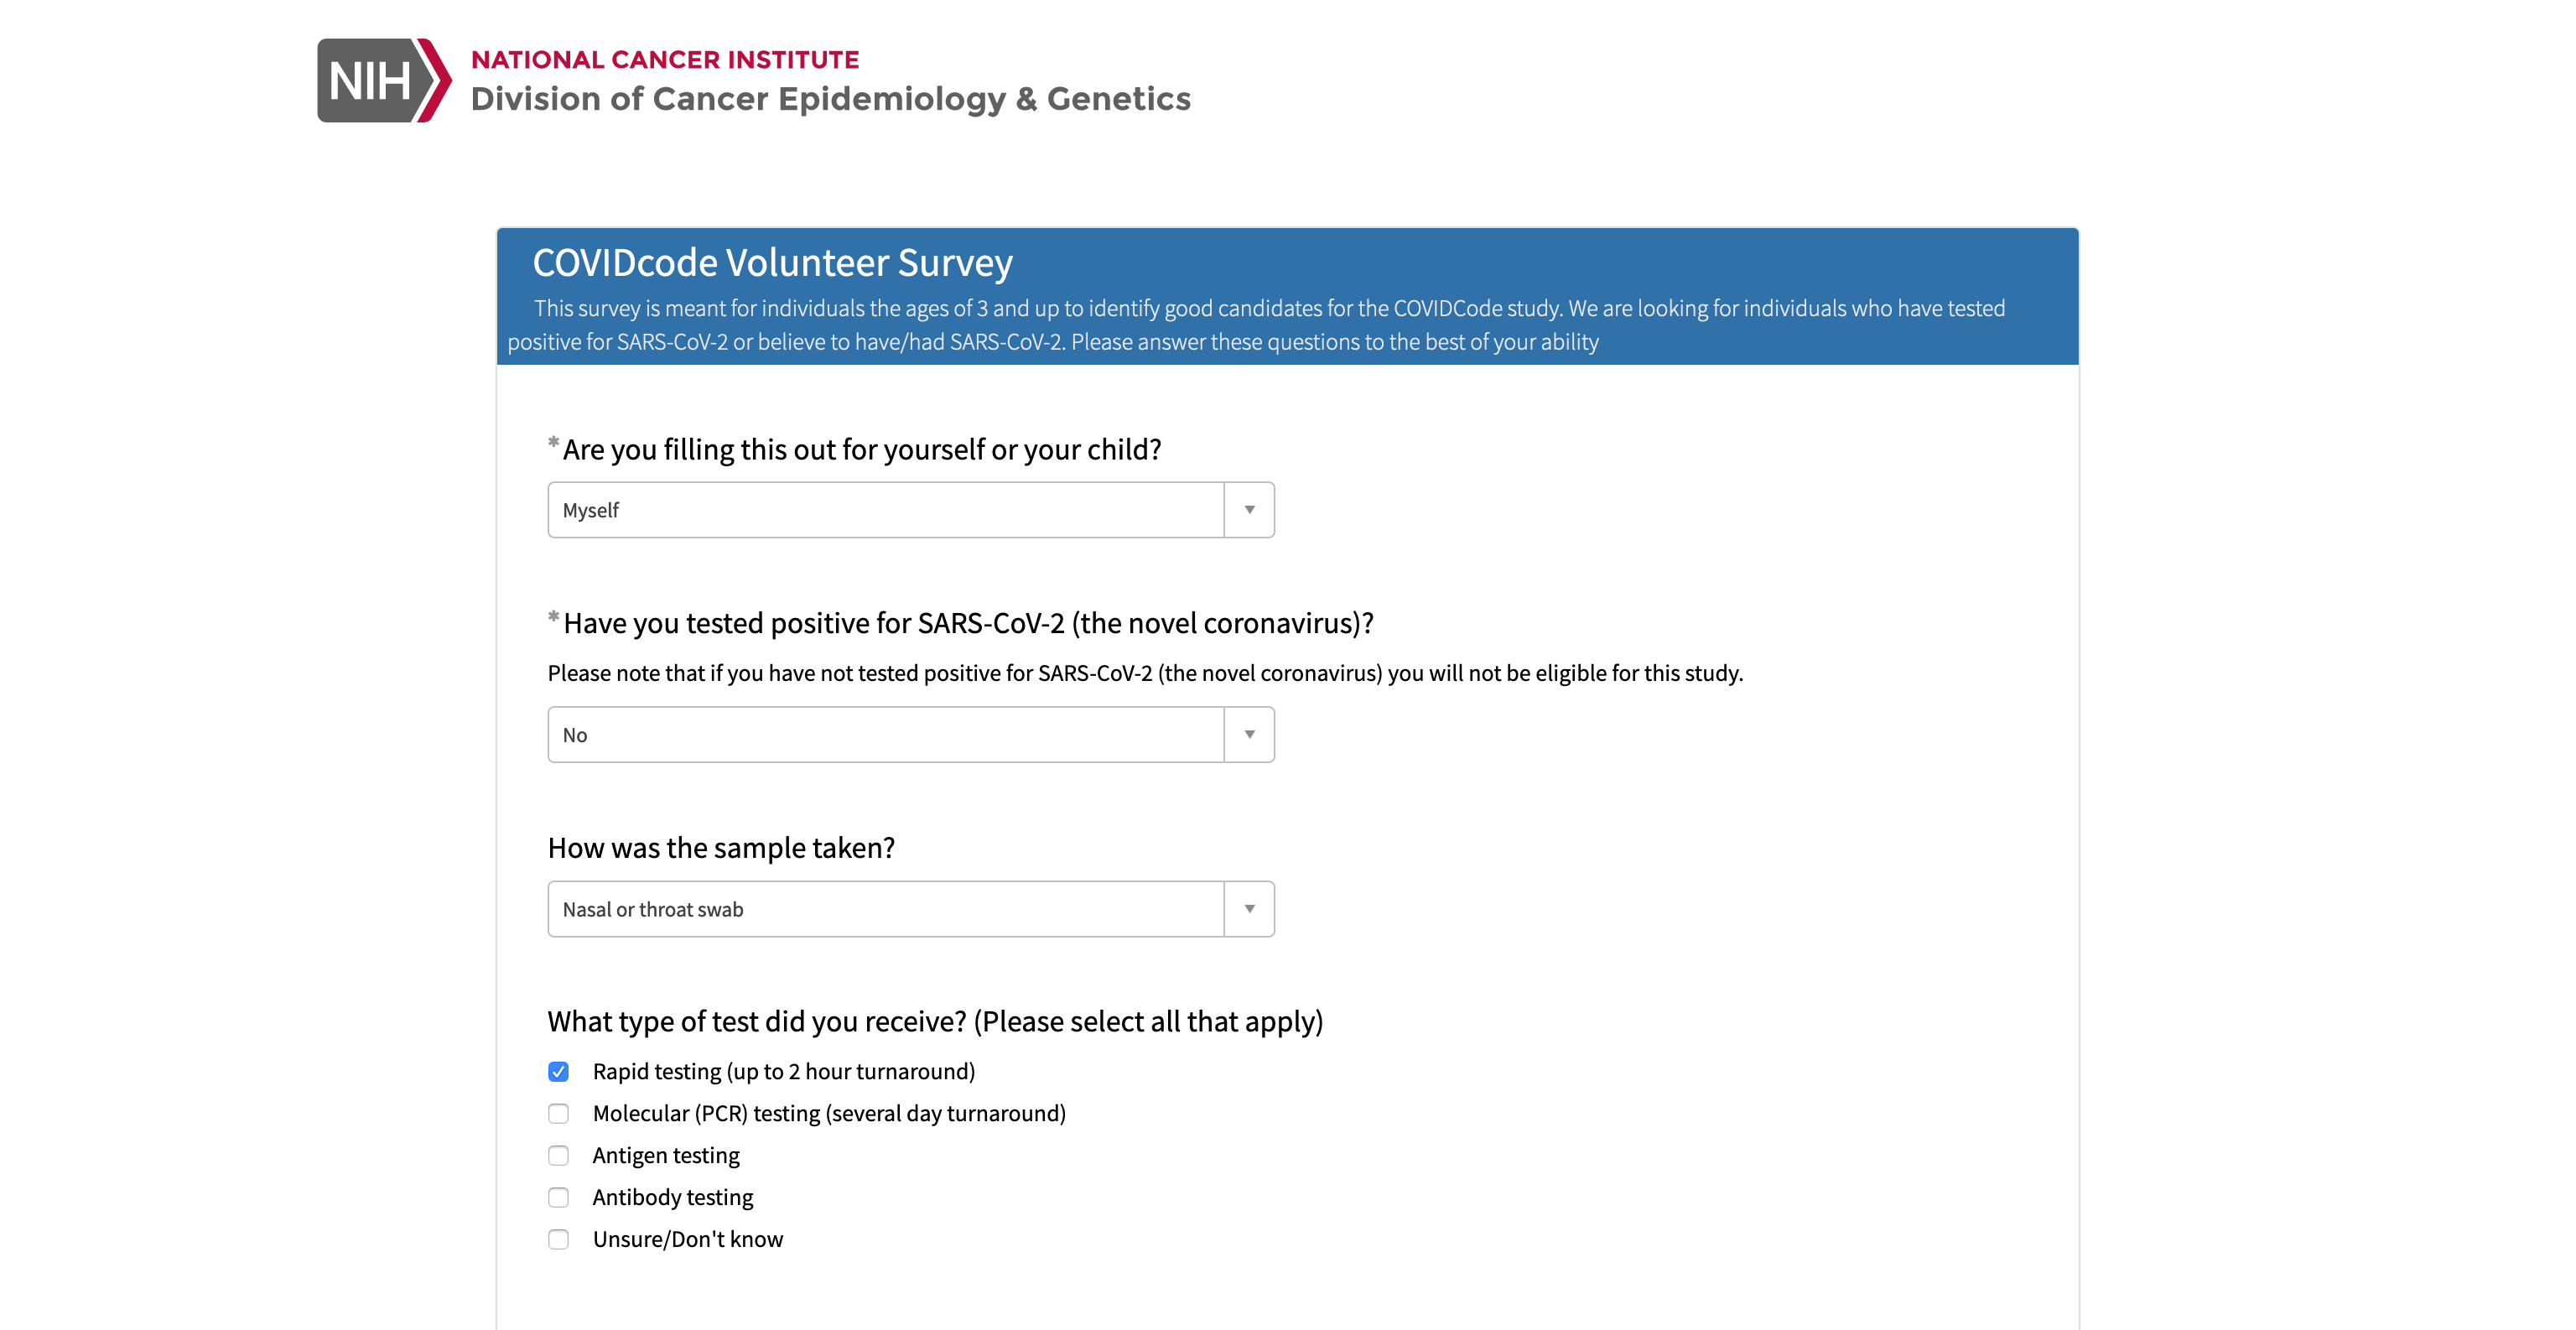 NIH
NATIONAL CANCER INSTITUTE
Division of Cancer Epidemiology & Genetics
COVIDcode Volunteer Survey
This survey is meant for individuals the ages of 3 and up to identify good candidates for the COVIDCode study. We are looking for individuals who have tested
positive for SARS-CoV-2 or believe to have/had SARS-CoV-2. Please answer these questions to the best of your ability
*Are you filling this out for yourself or your child?
Myself
*Have you tested positive for SARS-CoV-2 (the novel coronavirus)?
Please note that if you have not tested positive for SARS-CoV-2 (the novel coronavirus) you will not be eligible for this study.
No
How was the sample taken?
Nasal or throat swab
What type of test did you receive? (Please select all that apply)
Rapid testing (up to 2 hour turnaround)
Molecular (PCR) testing (several day turnaround)
Antigen testing
Antibody testing
Unsure/Don't know